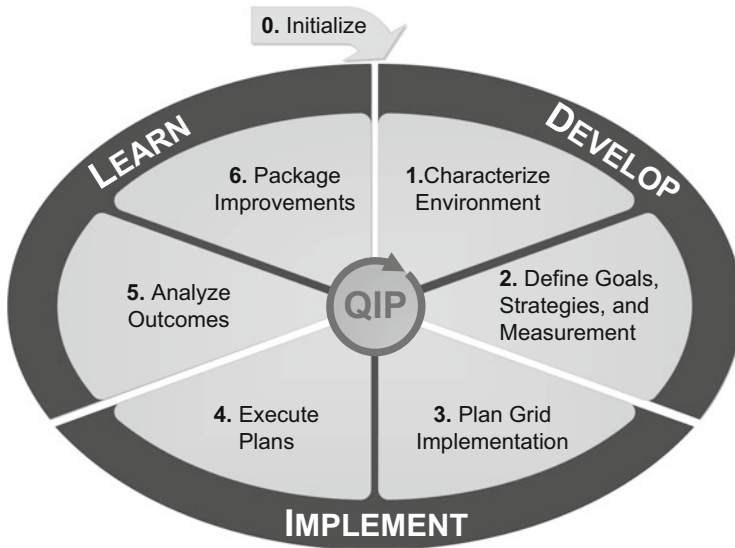 0. Initialize
LEARN
DEVELOP
6. Package
Improvements
1.Characterize
Environment
5. Analyze
Outcomes
QIP
2. Define Goals,
Strategies, and
Measurement
4. Execute
Plans
3. Plan Grid
Implementation
IMPLEMENT